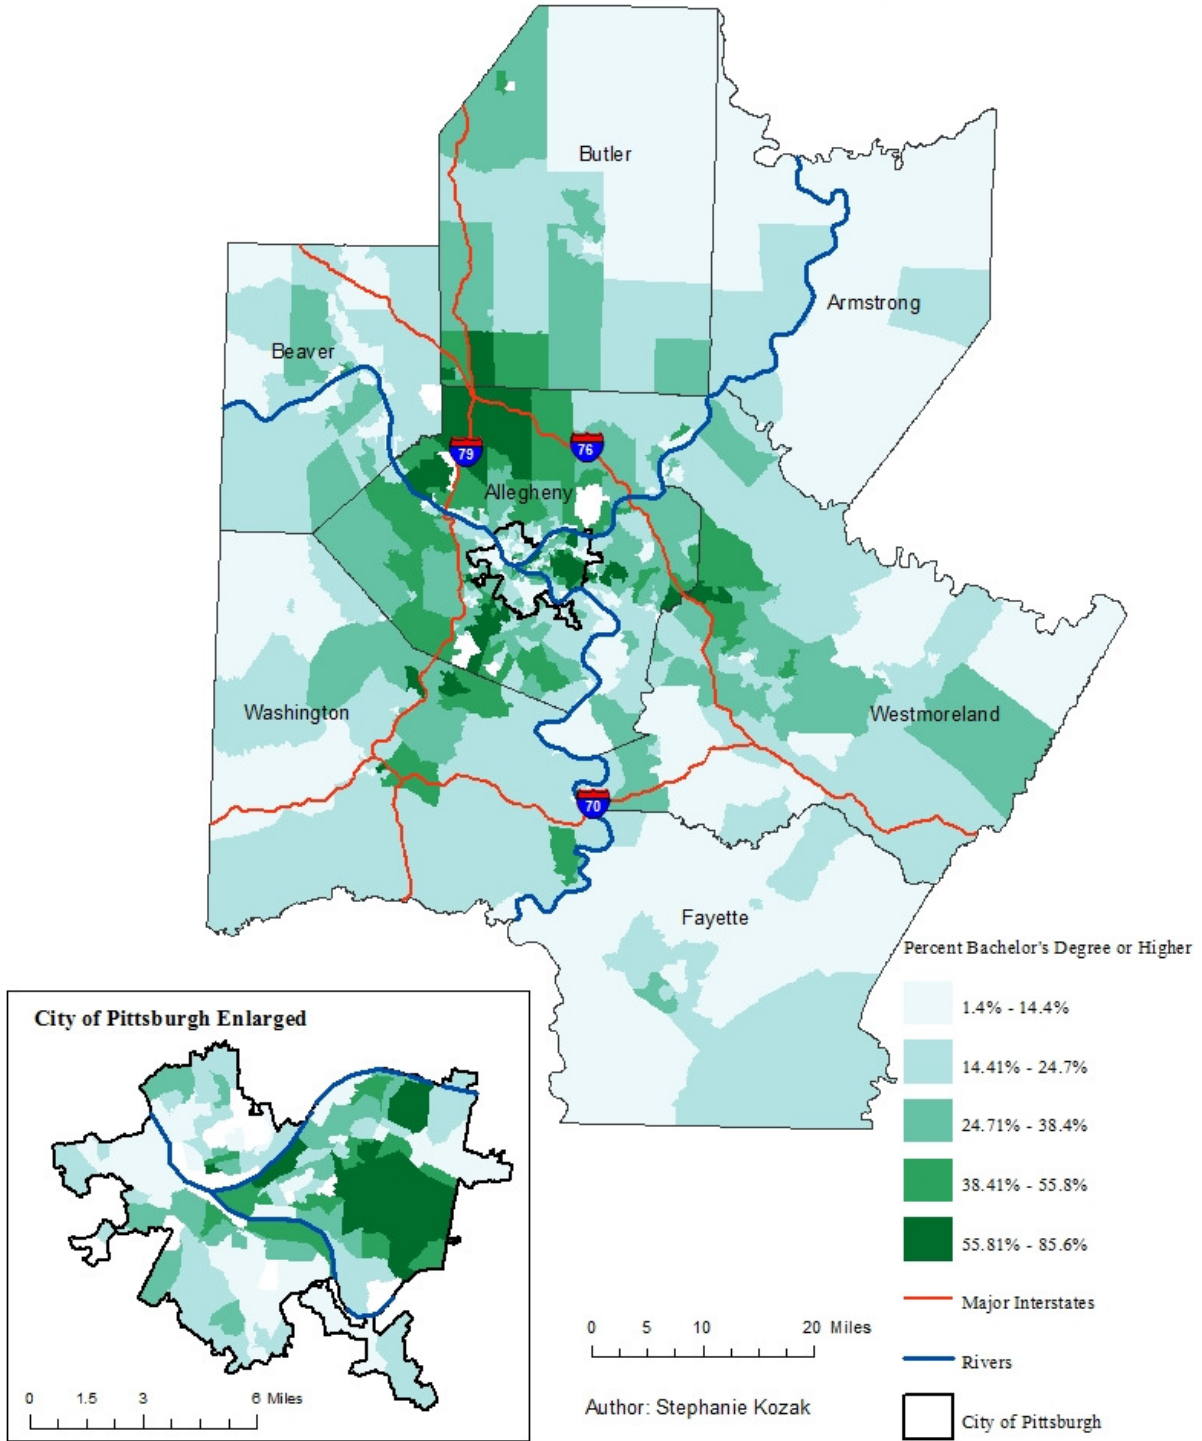 Butler
Armstrong
Beaver
79
76
Allegheny
Washington
Westmoreland
70
Fayette
Percent Bachelor's Degree or Higher
1.4% - 14.4%
14.41% - 24.7%
24.71% - 38.4%
38.41% - 55.8%
55.81% - 85.6%
Major Interstates
Rivers
City of Pittsburgh
City of Pittsburgh Enlarged
0 1.5 3 6 Miles
0 5 10 20 Miles
Author: Stephanie Kozak